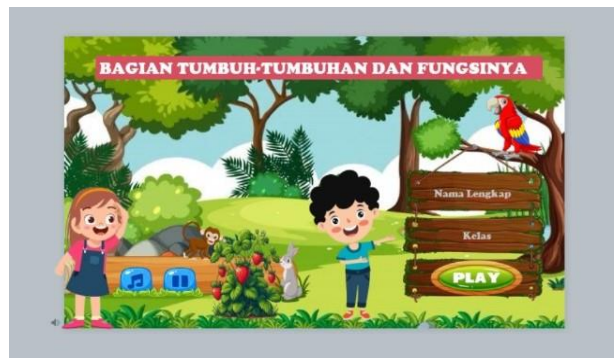 BAGIAN TUMBUH-TUMBUHAN DAN FUNGSINYA
Nama Lengkap
Kelas
PLAY